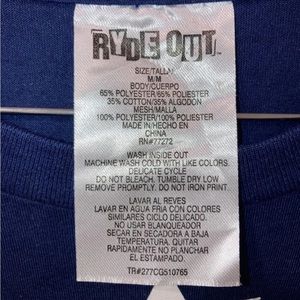 RYDE OUT
SIZE/TALLA
M/M
BODY/CUERPO
65% POLYESTER/65% POLIESTER
35% COTTON/35% ALGODON
MESH/MALLA
100% POLYESTER/100% POLIESTER
MADE IN/HECHO EN
CHINA
RN#77272
WASH INSIDE OUT
MACHINE WASH COLD WITH LIKE COLORS.
DELICATE CYCLE
DO NOT BLEACH. TUMBLE DRY LOW
REMOVE PROMPTLY. DO NOT IRON PRINT.
LAVAR AL REVES
LAVAR EN AGUA FRIA CON COLORES
SIMILARES CICLO DELICADO.
NO USAR BLANQUEADOR
SECAR EN SECADORA A BAJA
TEMPERATURA. QUITAR
RAPIDAMENTE NO PLANCHAR
EL ESTAMPADO.
TR#277CG510765